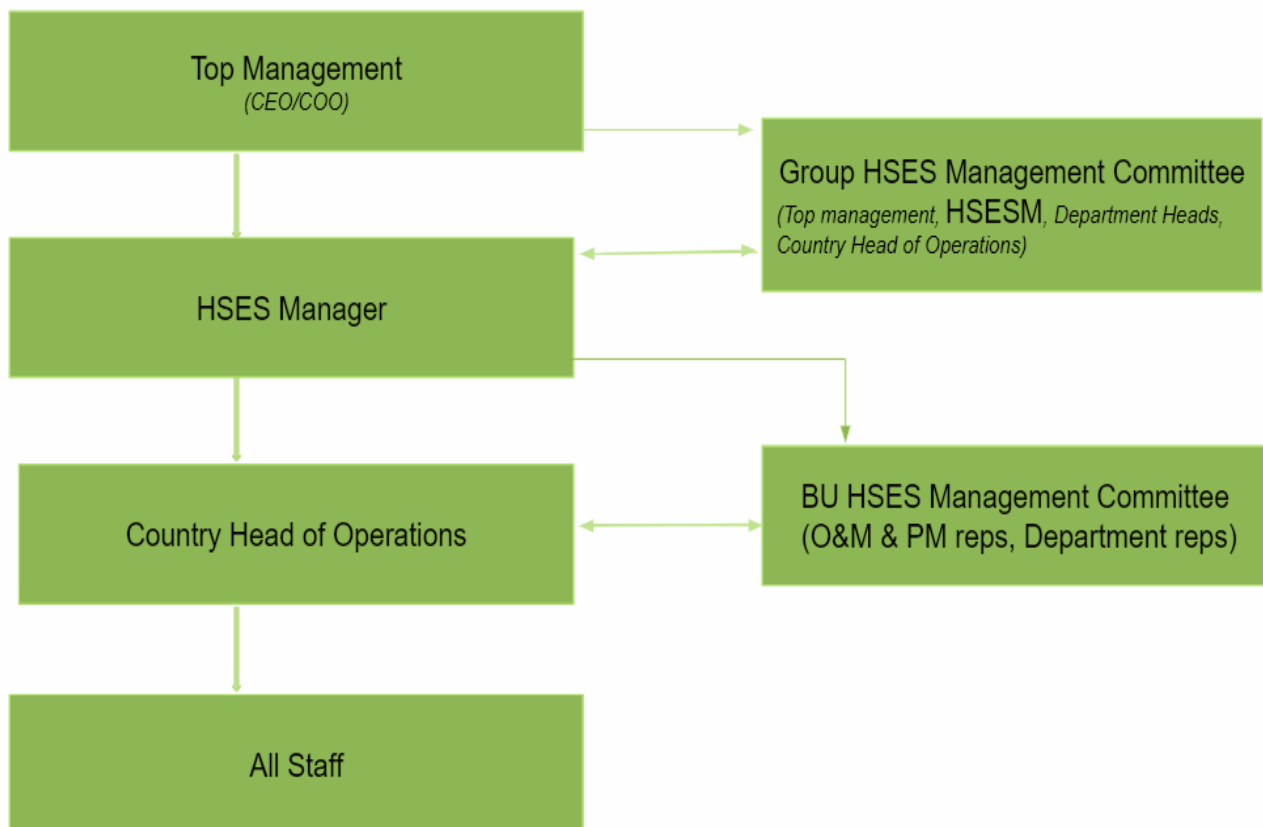 Top Management
(CEO/COO)
Group HSES Management Committee
(Top management, HSESM, Department Heads,
Country Head of Operations)
HSES Manager
BU HSES Management Committee
(O&M & PM reps, Department reps)
Country Head of Operations
All Staff